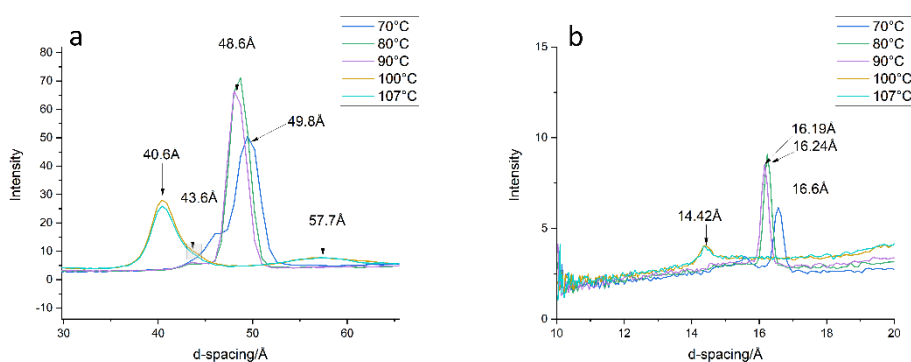 a
70°C
80°C
90°C
100°C
107°C
48.6Å
49.8Å
40.6A
43.6Å
57.7Å
Intensity
80
70
60
50
40
30
20
10
0
-10
30
40
50
60
d-spacing/Å
b
70°C
80°C
90°C
100°C
107°C
16.19Å
16.24Å
16.6Å
14.42Å
Intensity
15
10
5
0
10
12
14
16
18
20
d-spacing/Å